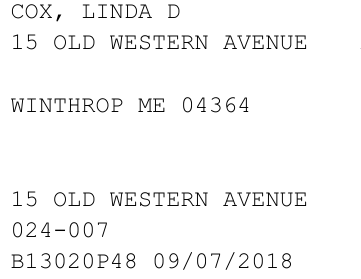 COX, LINDA D
15 OLD WESTERN AVENUE
WINTHROP ME 04364
15 OLD WESTERN AVENUE
024-007
B13020P48 09/07/2018